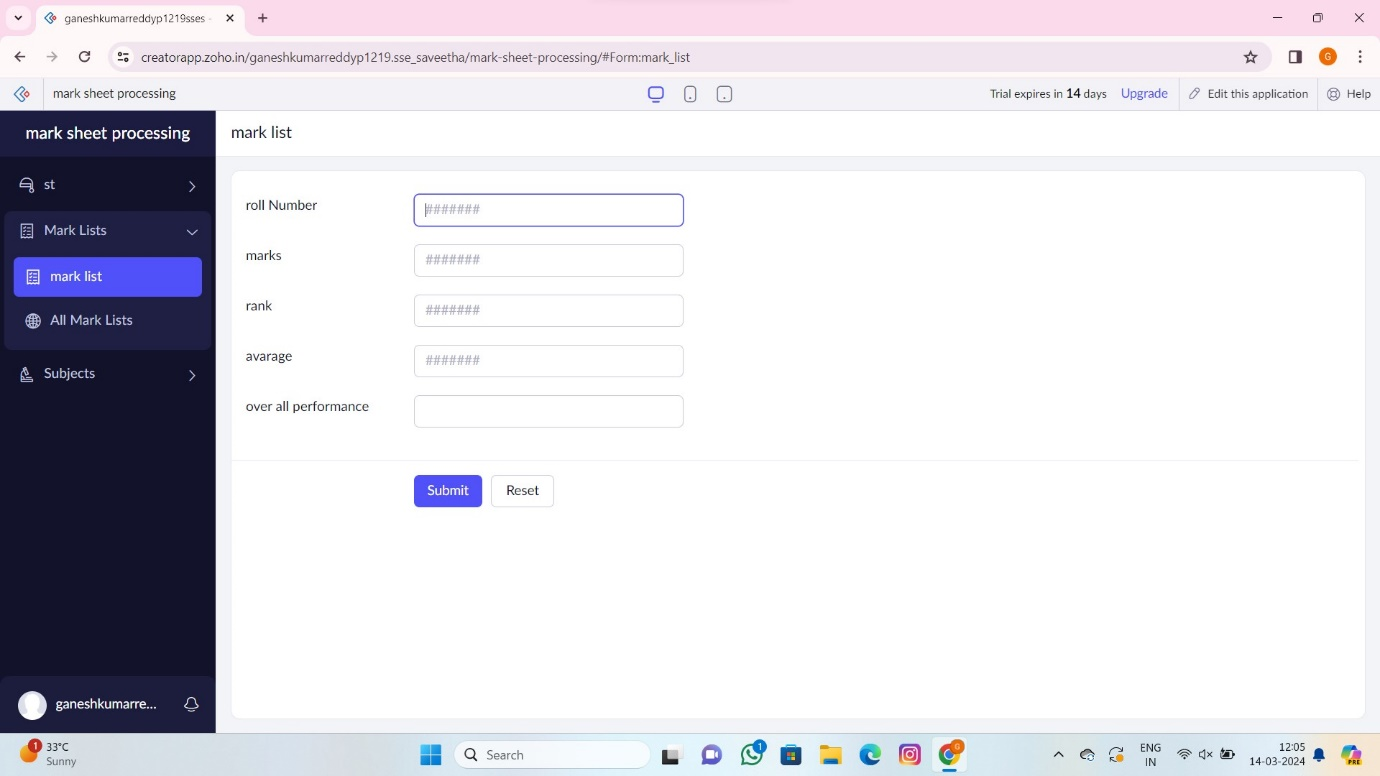 ganeshkumarreddyp1219sses
creatorapp.zoho.in/ganeshkumarreddyp1219.sse_saveetha/mark-sheet-processing/#Form:mark_list
G
mark sheet processing
Trial expires in 14 days Upgrade
Edit this application
Help
mark sheet processing
mark list
st
Mark Lists
mark list
All Mark Lists
Subjects
roll Number
#######
marks
#######
rank
#######
avarage
#######
over all performance
Submit
Reset
ganeshkumarre...
1
33°C
Sunny
Search
1
G
ENG
IN
12:05
14-03-2024
PRE